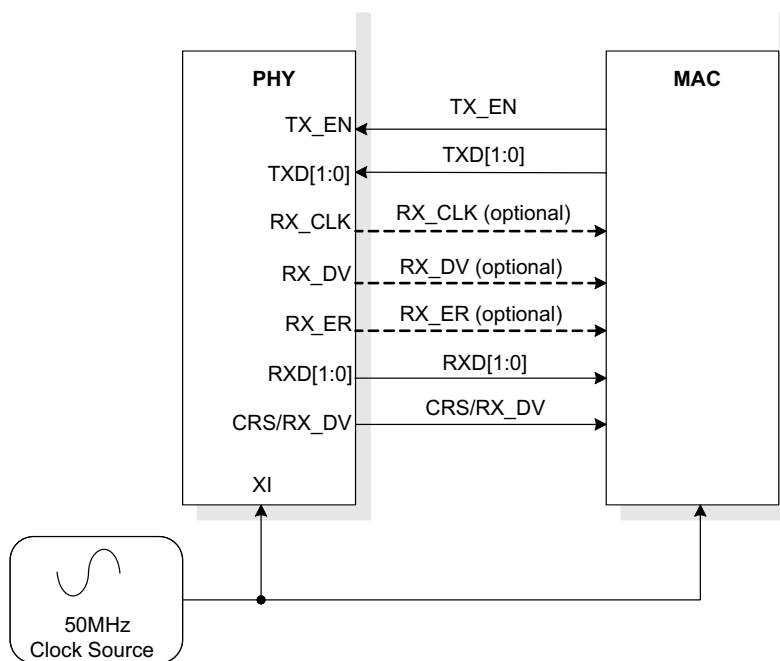 PHY
MAC
TX_EN
TX_EN
TXD[1:0]
TXD[1:0]
RX_CLK
RX_CLK (optional)
RX_DV
RX_DV (optional)
RX_ER
RX_ER (optional)
RXD[1:0]
RXD[1:0]
CRS/RX_DV
CRS/RX_DV
XI
50MHz
Clock Source